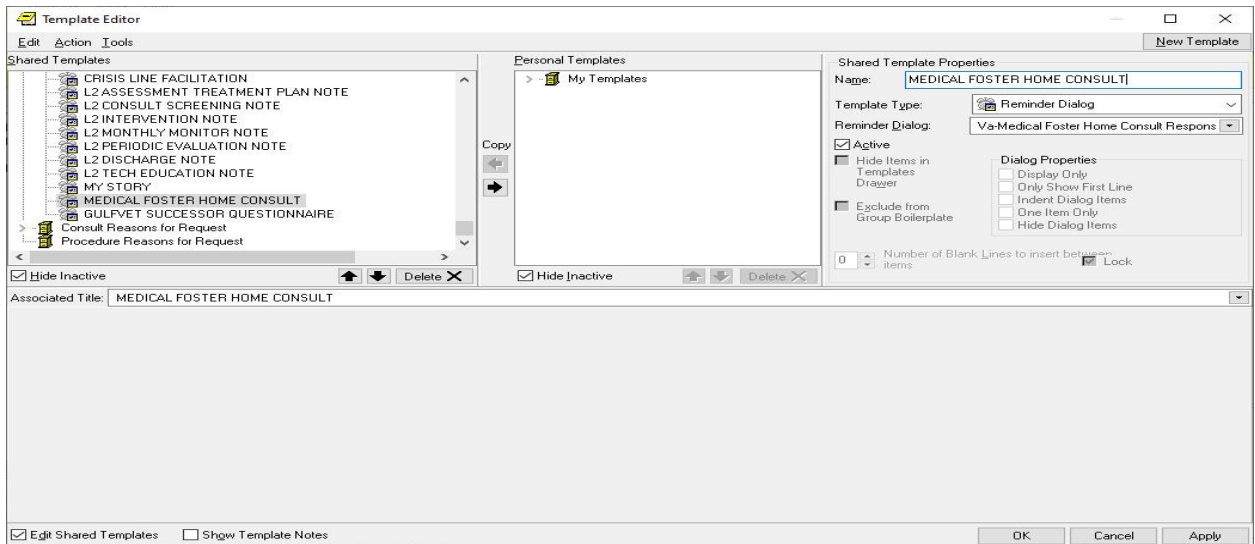 Template Editor
Edit Action Tools
New Template
Shared Templates
CRISIS LINE FACILITATION
L2 ASSESSMENT TREATMENT PLAN NOTE
L2 CONSULT SCREENING NOTE
L2 INTERVENTION NOTE
L2 MONTHLY MONITOR NOTE
L2 PERIODIC EVALUATION NOTE
L2 DISCHARGE NOTE
L2 TECH EDUCATION NOTE
MY STORY
MEDICAL FOSTER HOME CONSULT
GULFVET SUCCESSOR QUESTIONNAIRE
Consult Reasons for Request
Procedure Reasons for Request
Hide Inactive
Delete
Copy
Personal Templates
My Templates
Hide Inactive
Delete
Shared Template Properties
Name: MEDICAL FOSTER HOME CONSULT
Template Type: Reminder Dialog
Reminder Dialog: Va-Medical Foster Home Consult Respons
Active
Hide Items in
Templates
Drawer
Exclude from
Group Boilerplate
Dialog Properties
Display Only
Only Show First Line
Indent Dialog Items
One Item Only
Hide Dialog Items
0 Number of Blank Lines to insert between
items
Lock
Associated Title: MEDICAL FOSTER HOME CONSULT
Edit Shared Templates Show Template Notes
OK Cancel Apply